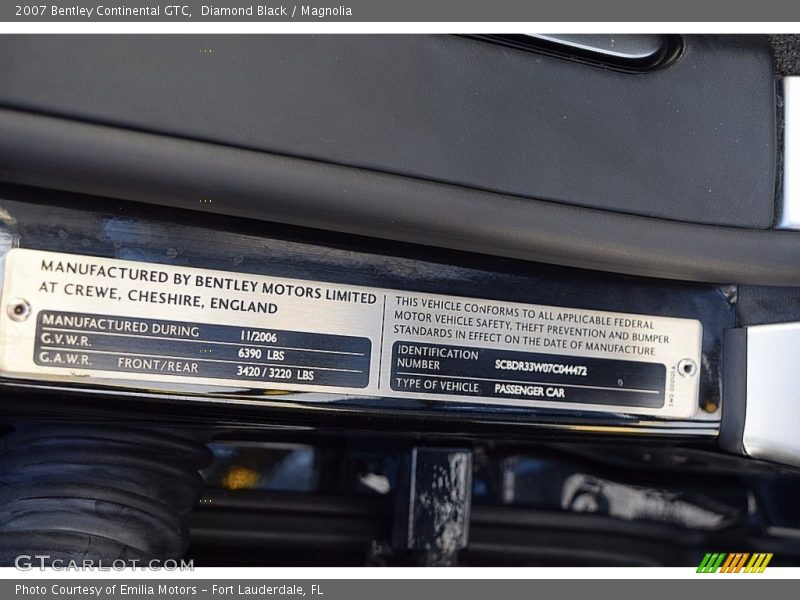 2007 Bentley Continental GTC, Diamond Black / Magnolia
MANUFACTURED BY BENTLEY MOTORS LIMITED
AT CREWE, CHESHIRE, ENGLAND
MANUFACTURED DURING 11/2006
G.V.W.R. 6390 LBS
G.A.W.R. FRONT/REAR 3420 / 3220 LBS
THIS VEHICLE CONFORMS TO ALL APPLICABLE FEDERAL
MOTOR VEHICLE SAFETY, THEFT PREVENTION AND BUMPER
STANDARDS IN EFFECT ON THE DATE OF MANUFACTURE
IDENTIFICATION
NUMBER SCBDR33W07C044472
TYPE OF VEHICLE PASSENGER CAR
GTCARLOT.COM
Photo Courtesy of Emilia Motors - Fort Lauderdale, FL